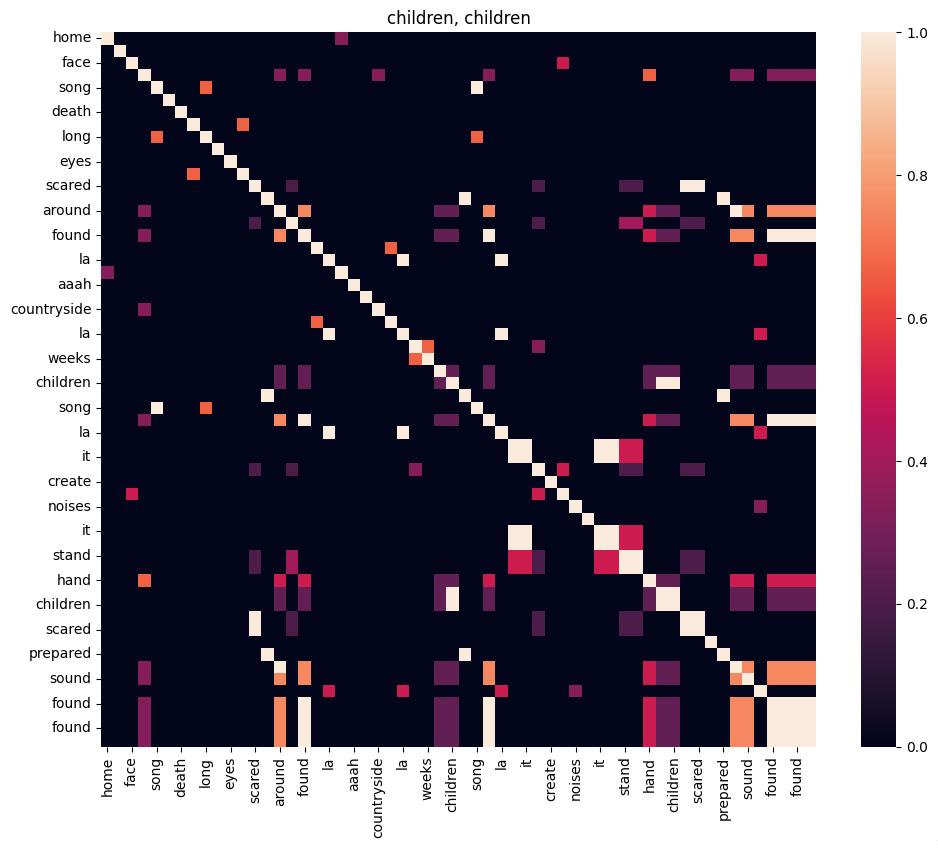 children, children
home
face
song
death
long
eyes
scared
around
found
la
aaah
countryside
la
weeks
children
song
la
it
create
noises
it
stand
hand
children
scared
prepared
sound
found
found
1.0
0.8
0.6
0.4
0.2
0.0
home
face
song
death
long
eyes
scared
around
found
la
aaah
countryside
la
weeks
children
song
la
it
create
noises
it
stand
hand
children
scared
prepared
sound
found
found